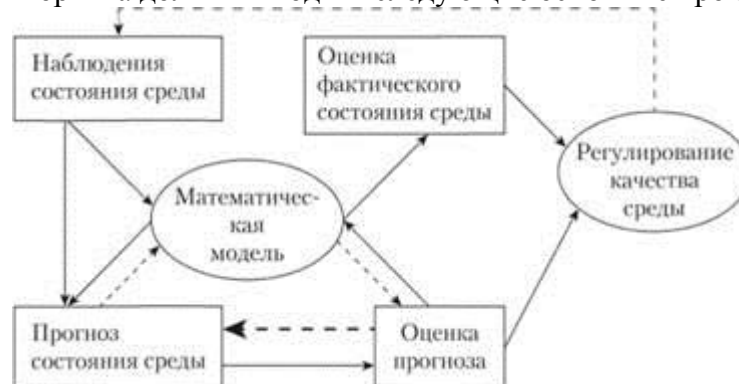 Наблюдения
состояния среды
Оценка
фактического
состояния среды
Регулирование
качества
среды
Математичес-
кая
модель
Прогноз
состояния среды
Оценка
прогноза